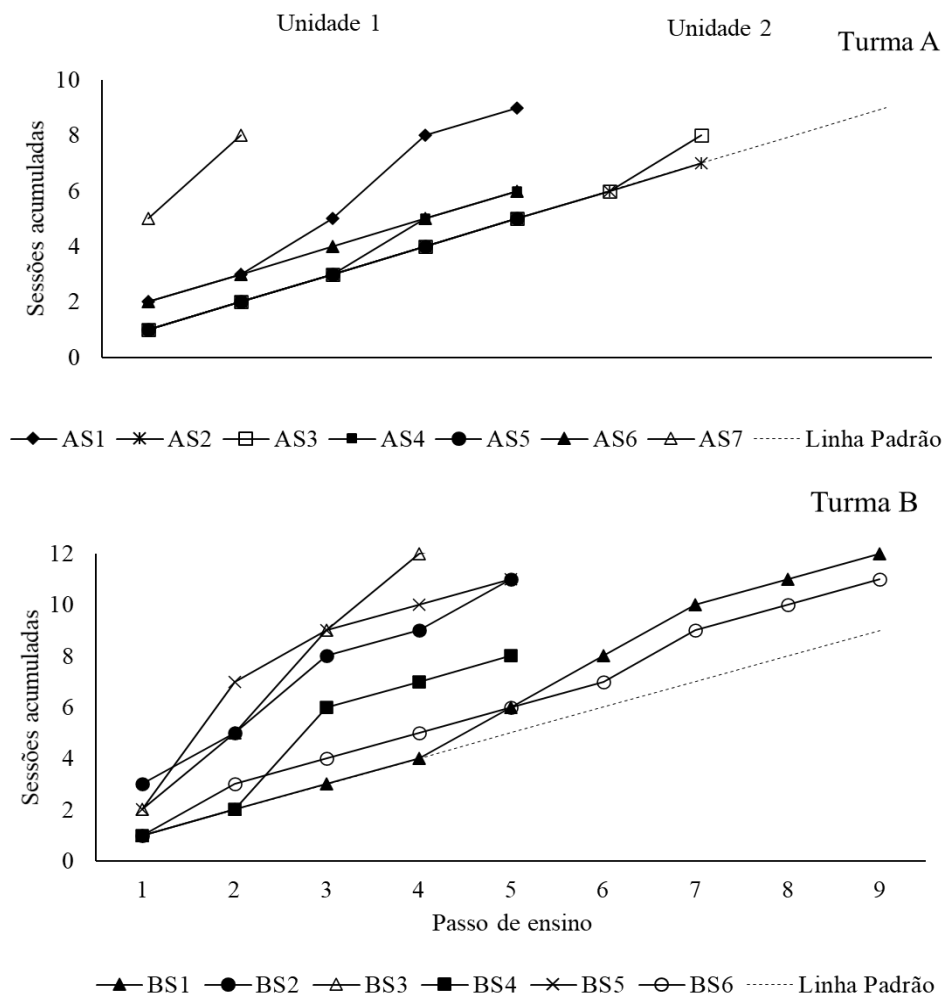 Unidade 1 Unidade 2
Turma A
10
8
6
4
2
0
Sessões acumuladas
AS1 AS2 AS3 AS4 AS5 AS6 AS7 Linha Padrão
Turma B
12
10
8
6
4
2
0
Sessões acumuladas
1 2 3 4 5 6 7 8 9
Passo de ensino
BS1 BS2 BS3 BS4 BS5 BS6 Linha Padrão